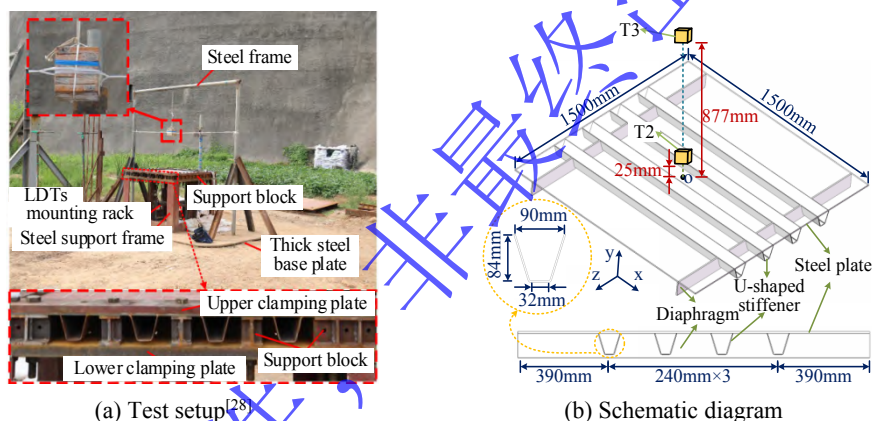 Steel frame
LDTs
mounting rack
Support block
Steel support frame
Thick steel
base plate
Upper clamping plate
Support block
Lower clamping plate
(a) Test setup[28]
T3
1500mm
1500mm
877mm
T2
25mm
o
90mm
84mm
32mm
y
z
x
Steel plate
U-shaped
stiffener
Diaphragm
390mm
240mm×3
390mm
(b) Schematic diagram